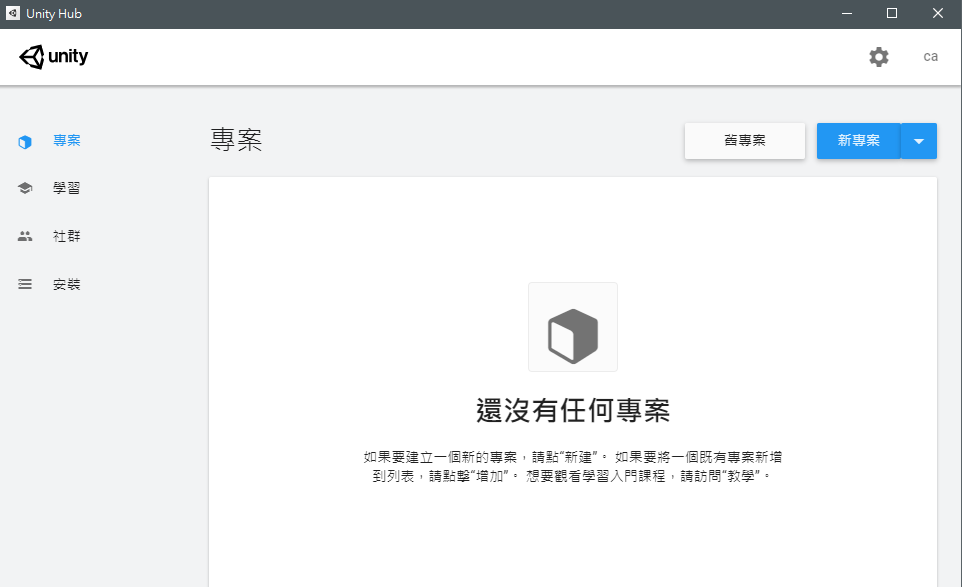 Unity Hub
unity
ca
專案
學習
社群
安裝
專案
舊專案
新專案
還沒有任何專案
如果要建立一個新的專案，請點“新建”。 如果要將一個既有專案新增
到列表，請點擊“增加”。 想要觀看學習入門課程，請訪問“教學”。